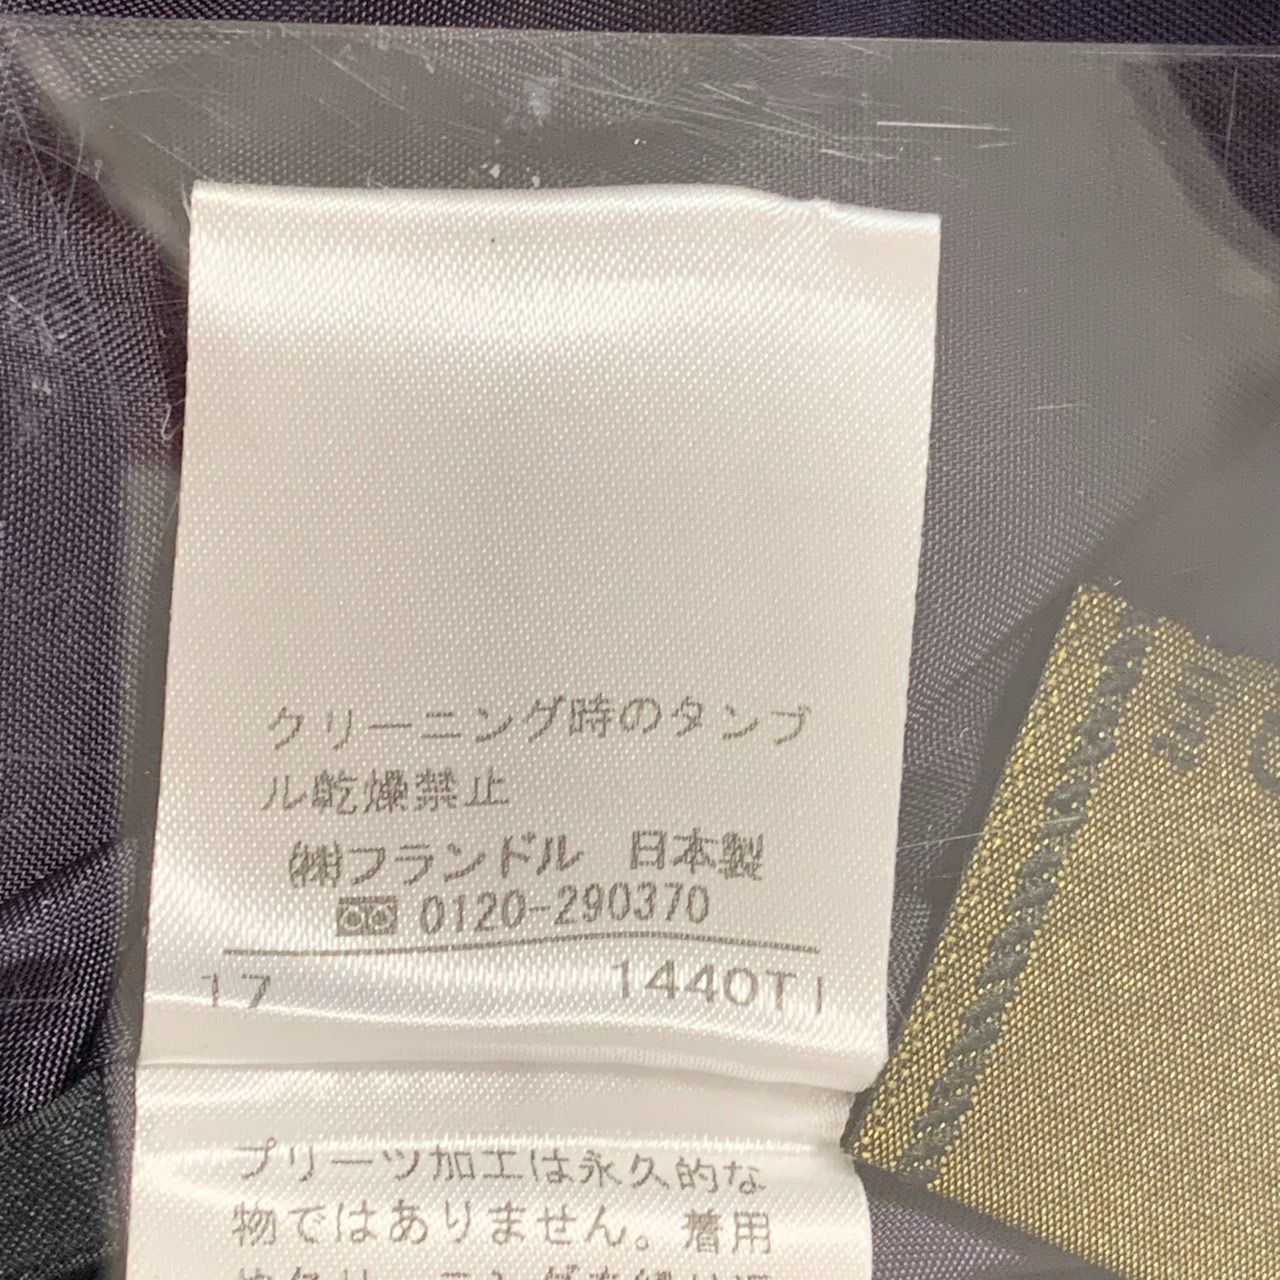 クリーニング時のタンブ
ル乾燥禁止
㈱フランドル　日本製
0120-290370
17　1440T1
プリーツ加工は永久的な
物ではありません。着用